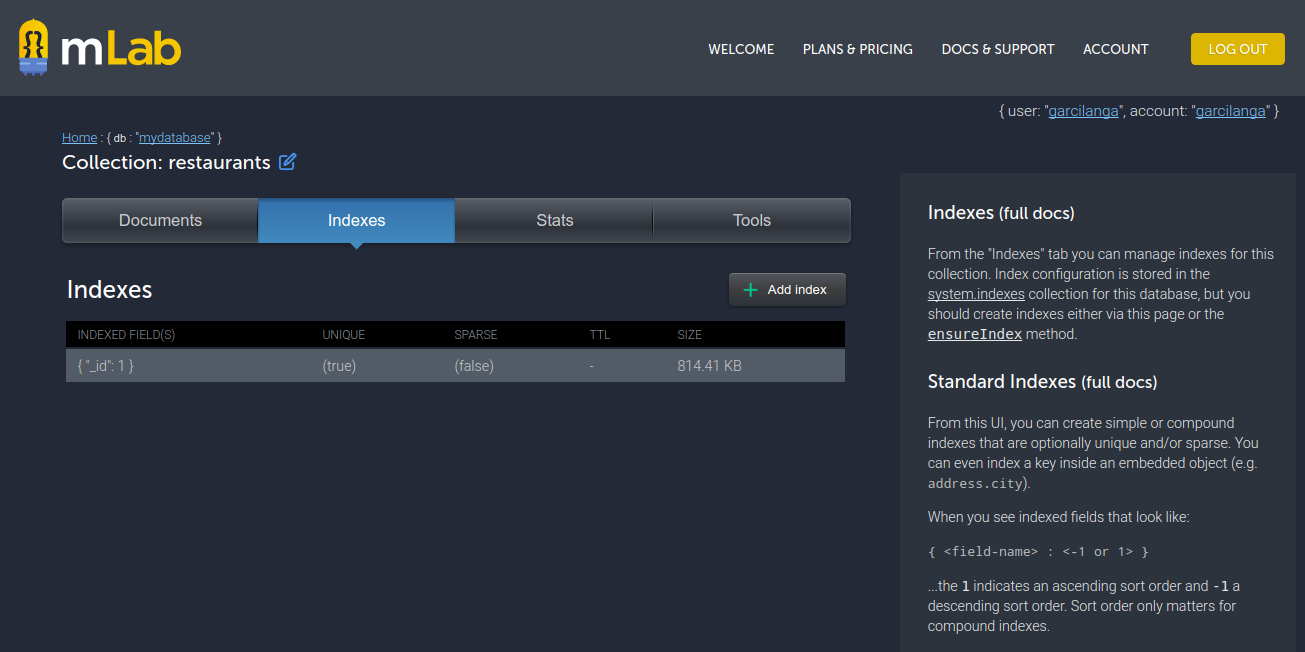 mLab
WELCOME PLANS & PRICING DOCS & SUPPORT ACCOUNT LOG OUT
{ user: "garcilanga", account: "garcilanga" }
Home : { db : "mydatabase" }
Collection: restaurants
Documents Indexes Stats Tools
Indexes
Add index
INDEXED FIELD(S) UNIQUE SPARSE TTL SIZE
{ "_id": 1 } (true) (false) - 814.41 KB
Indexes (full docs)
From the "Indexes" tab you can manage indexes for this
collection. Index configuration is stored in the
system.indexes collection for this database, but you
should create indexes either via this page or the
ensureIndex method.
Standard Indexes (full docs)
From this UI, you can create simple or compound
indexes that are optionally unique and/or sparse. You
can even index a key inside an embedded object (e.g.
address.city).
When you see indexed fields that look like:
{ <field-name> : <-1 or 1> }
...the 1 indicates an ascending sort order and -1 a
descending sort order. Sort order only matters for
compound indexes.